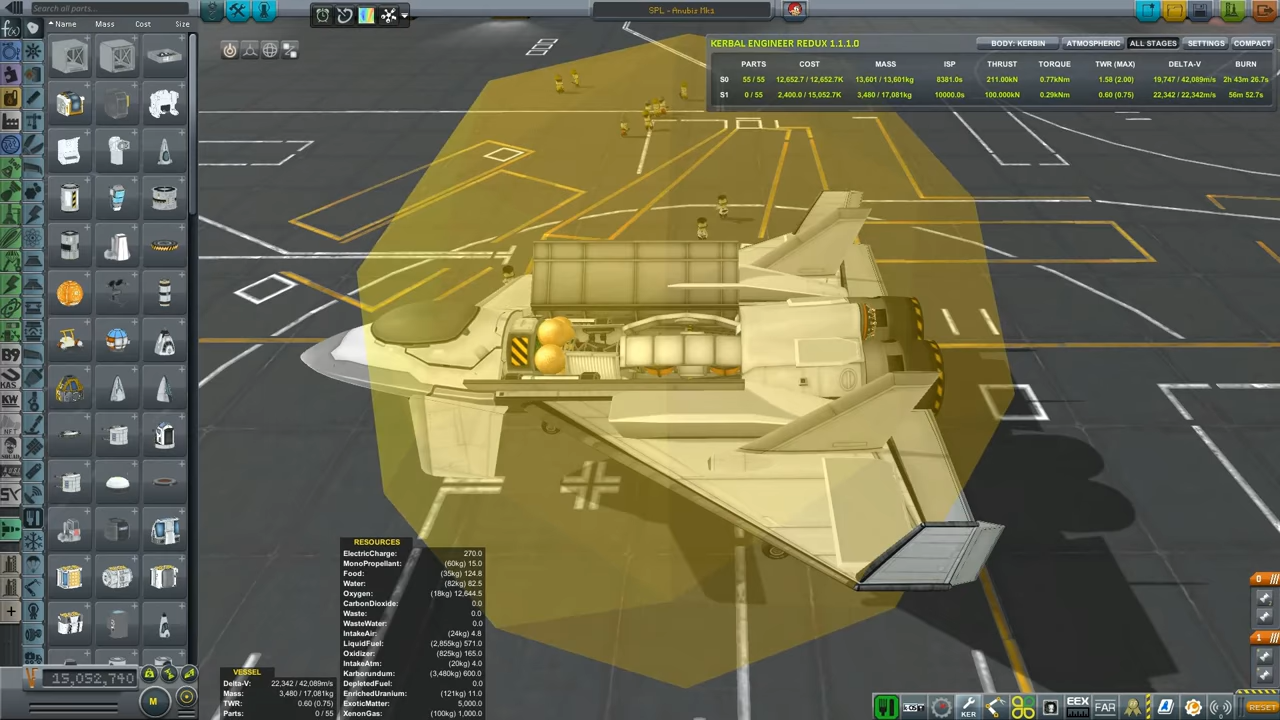 Search all parts...
Name Mass Cost Size
SPL - Anubis Mk2
KERBAL ENGINEER REDUX 1.1.1.0
BODY: KERBIN ATMOSPHERIC ALL STAGES SETTINGS COMPACT
PARTS COST MASS ISP THRUST TORQUE TWR (MAX) DELTA-V BURN
S0 55 / 55 12,652.7 / 12,652.7K 13,601 / 13,601kg 8381.0s 211.00kN 0.77kNm 1.58 (2.00) 19,747 / 42,089m/s 2h 43m 26.7s
S1 0 / 55 2,400.0 / 15,052.7K 3,480 / 17,081kg 10000.0s 100.000kN 0.29kNm 0.60 (0.75) 22,342 / 22,342m/s 56m 52.7s
B9
KAS
KW
SY
RESOURCES
ElectricCharge: 270.0
MonoPropellant: (60kg) 15.0
Food: (35kg) 124.8
Water: (82kg) 82.5
Oxygen: (18kg) 12,644.5
CarbonDioxide: 0.0
Waste: 0.0
WasteWater: 0.0
IntakeAir: (24kg) 4.8
LiquidFuel: (2,855kg) 571.0
Oxidizer: (825kg) 165.0
IntakeAtm: (20kg) 4.0
Karborundum: (3,480kg) 600.0
DepletedFuel: 0.0
EnrichedUranium: (121kg) 11.0
ExoticMatter: 5,000.0
XenonGas: (100kg) 1,000.0
VESSEL
Delta-V: 22,342 / 42,089m/s
Mass: 3,480 / 17,081kg
TWR: 0.60 (0.75)
Parts: 0 / 55
15,052,740
M
0
1
KER
EEX
FAR
RESET